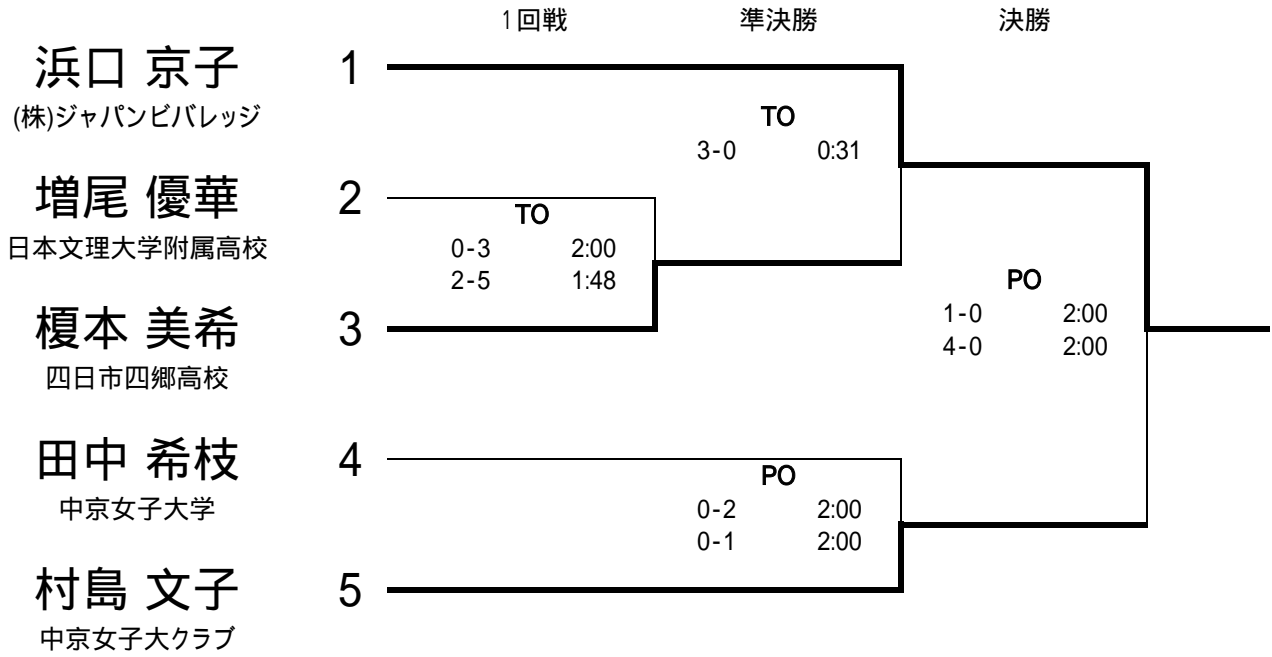 1回戦 準決勝 決勝
浜口 京子 1
(株)ジャパンビバレッジ
TO
3-0 0:31
増尾 優華 2
日本文理大学附属高校
TO
0-3 2:00
2-5 1:48
榎本 美希 3
四日市四郷高校
PO
1-0 2:00
4-0 2:00
田中 希枝 4
中京女子大学
PO
0-2 2:00
0-1 2:00
村島 文子 5
中京女子大クラブ